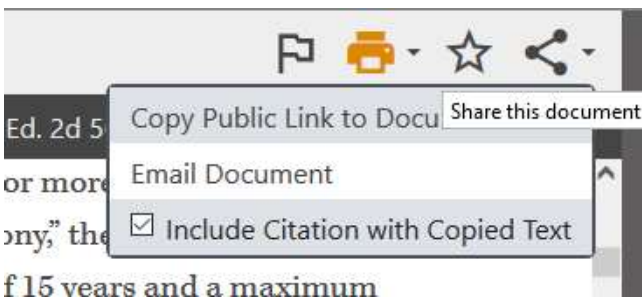 Share this document
Ed. 2d 5
Copy Public Link to Docu
or more
Email Document
ony,” the
Include Citation with Copied Text
f 15 years and a maximum